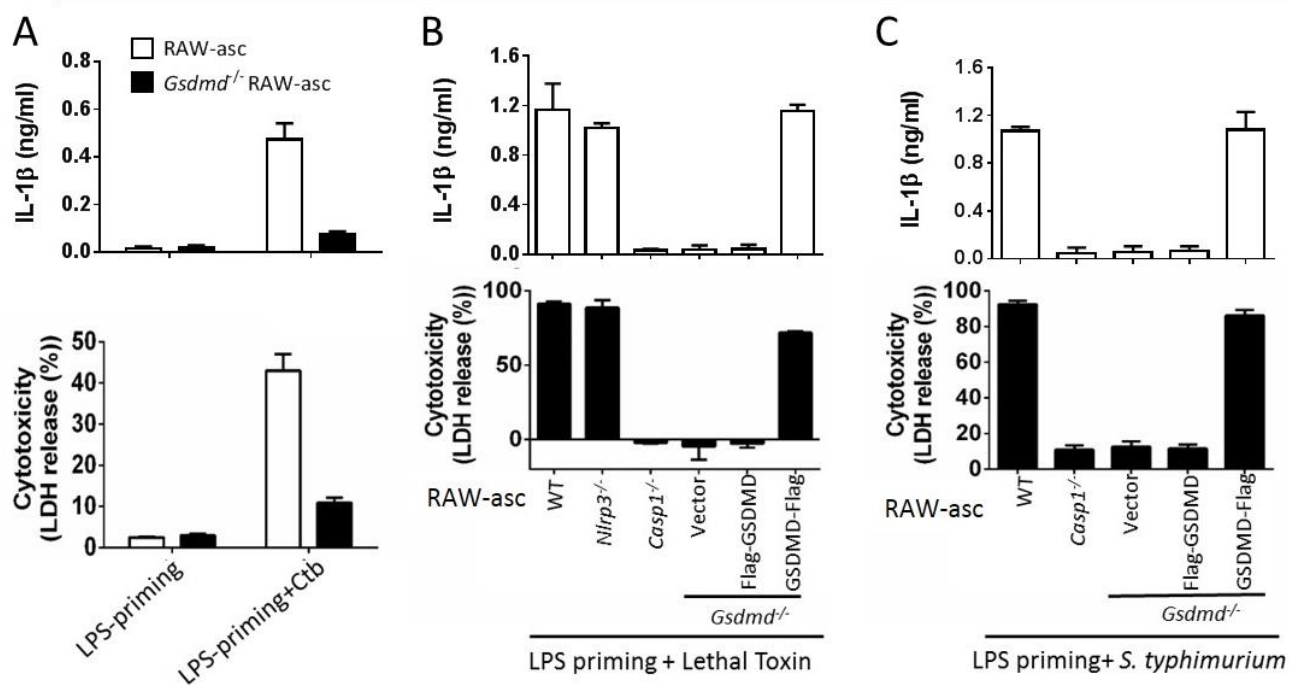 A
RAW-asc
Gsdmd-/- RAW-asc
IL-1β (ng/ml)
0.8
0.6
0.4
0.2
0.0
Cytotoxicity
(LDH release (%))
50
40
30
20
10
0
LPS-priming
LPS-priming+Ctb
B
IL-1β (ng/ml)
1.6
1.2
0.8
0.4
0.0
Cytotoxicity
(LDH release (%))
100
50
0
RAW-asc
WT
Nlrp3-/-
Casp1-/-
Vector
Flag-GSDMD
GSDMD-Flag
Gsdmd-/-
LPS priming + Lethal Toxin
C
IL-1β (ng/ml)
1.6
1.2
0.8
0.4
0.0
Cytotoxicity
(LDH release (%))
100
80
60
40
20
0
RAW-asc
WT
Casp1-/-
Vector
Flag-GSDMD
GSDMD-Flag
Gsdmd-/-
LPS priming+ S. typhimurium